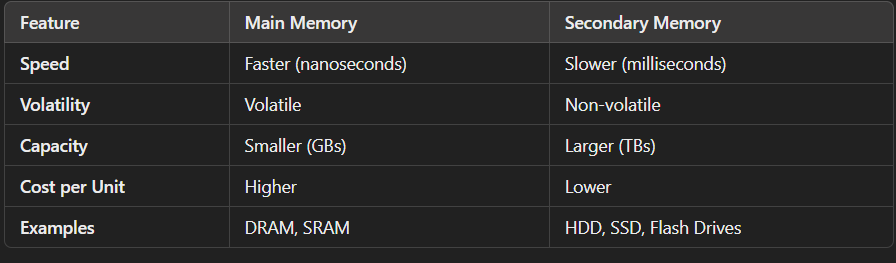 Feature Main Memory Secondary Memory
Speed Faster (nanoseconds) Slower (milliseconds)
Volatility Volatile Non-volatile
Capacity Smaller (GBs) Larger (TBs)
Cost per Unit Higher Lower
Examples DRAM, SRAM HDD, SSD, Flash Drives